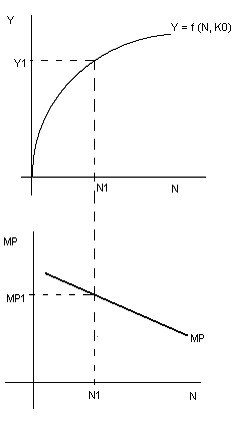 Y
Y = f (N, K0)
Y1
N1 N
MP
MP1
MP
N1 N